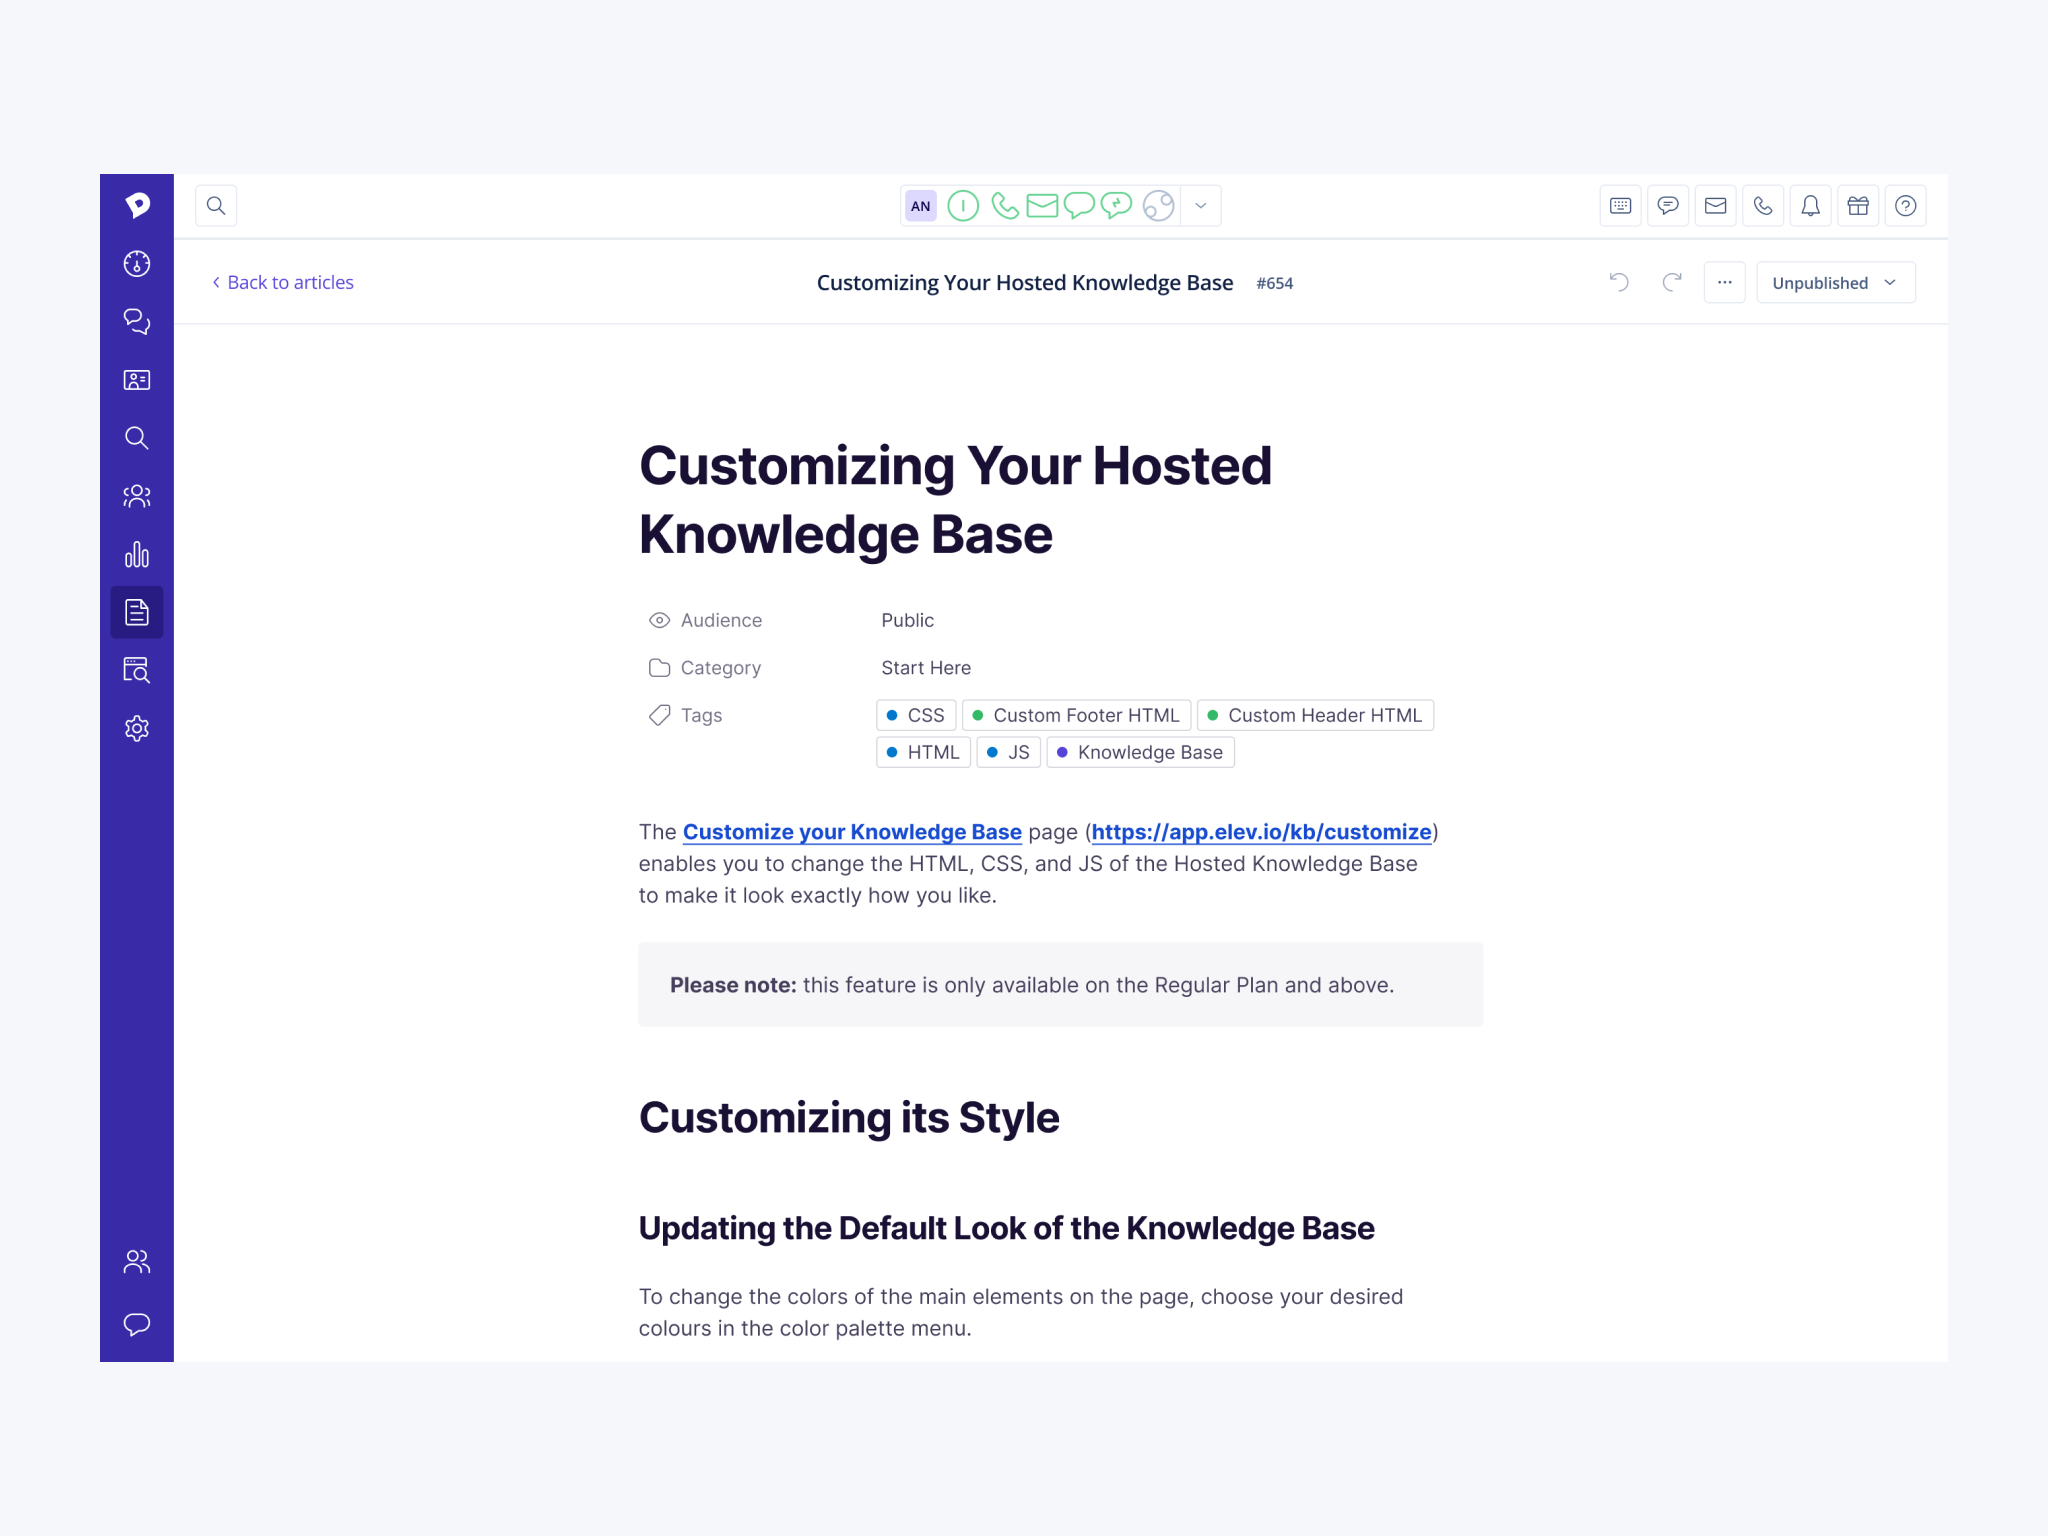 AN
Back to articles
Customizing Your Hosted Knowledge Base #654
Unpublished
Customizing Your Hosted
Knowledge Base
Audience Public
Category Start Here
Tags CSS Custom Footer HTML Custom Header HTML
HTML JS Knowledge Base
The Customize your Knowledge Base page (https://app.elev.io/kb/customize)
enables you to change the HTML, CSS, and JS of the Hosted Knowledge Base
to make it look exactly how you like.
Please note: this feature is only available on the Regular Plan and above.
Customizing its Style
Updating the Default Look of the Knowledge Base
To change the colors of the main elements on the page, choose your desired
colours in the color palette menu.